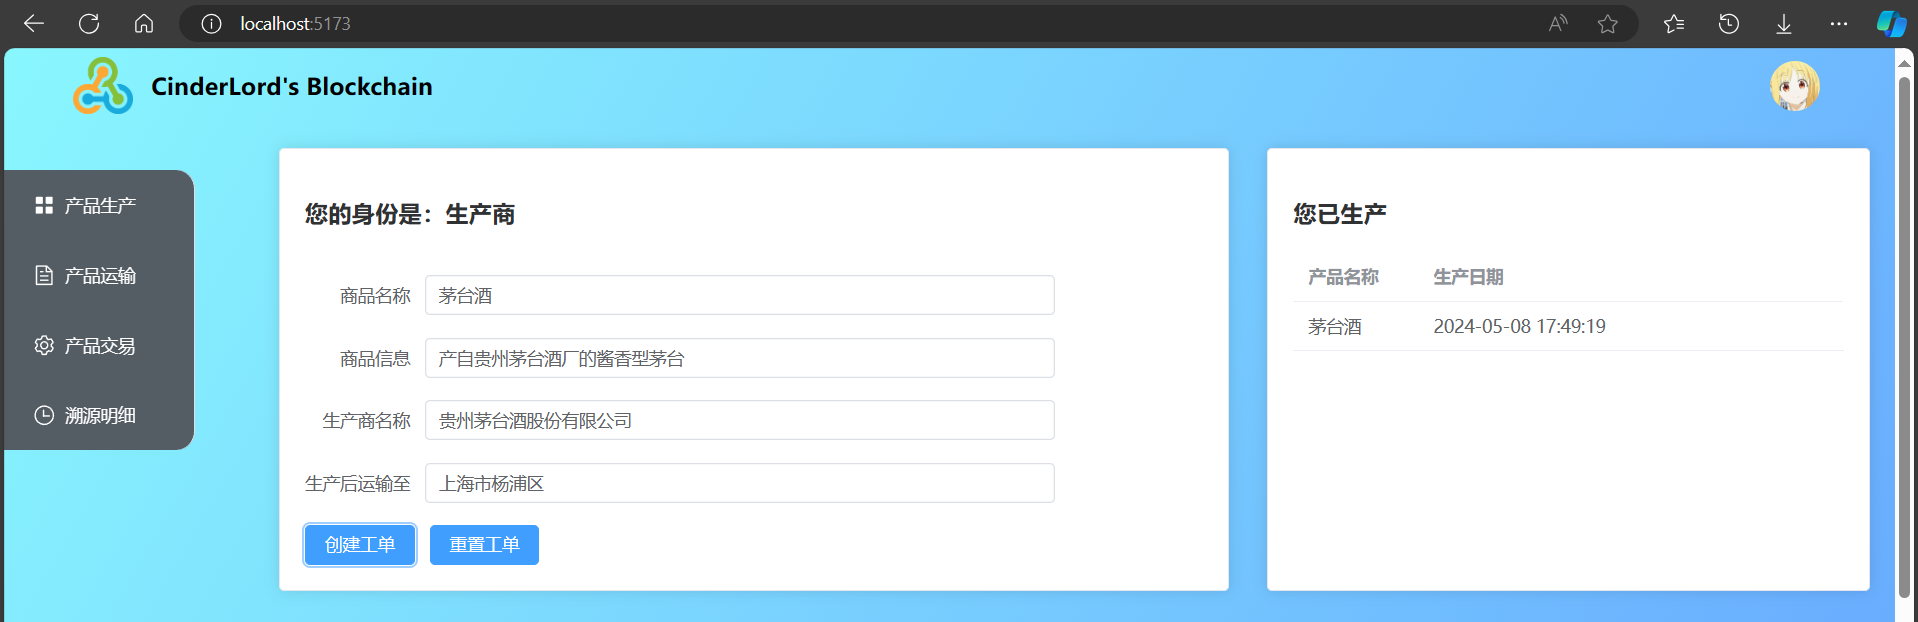 localhost:5173
CinderLord's Blockchain
产品生产
产品运输
产品交易
溯源明细
您的身份是：生产商
商品名称 茅台酒
商品信息 产自贵州茅台酒厂的酱香型茅台
生产商名称 贵州茅台酒股份有限公司
生产后运输至 上海市杨浦区
创建工单 重置工单
您已生产
产品名称 生产日期
茅台酒 2024-05-08 17:49:19